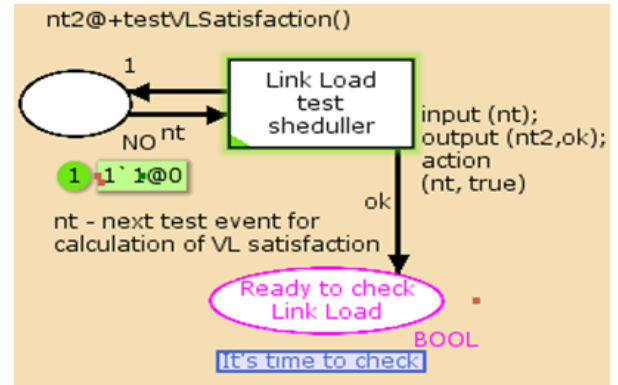 nt2@+testVLSatisfaction()
1
Link Load
test
sheduller
NO
nt
input (nt);
output (nt2,ok);
action
(nt, true)
1
1`1@0
ok
nt - next test event for
calculation of VL satisfaction
Ready to check
Link Load
BOOL
It's time to check